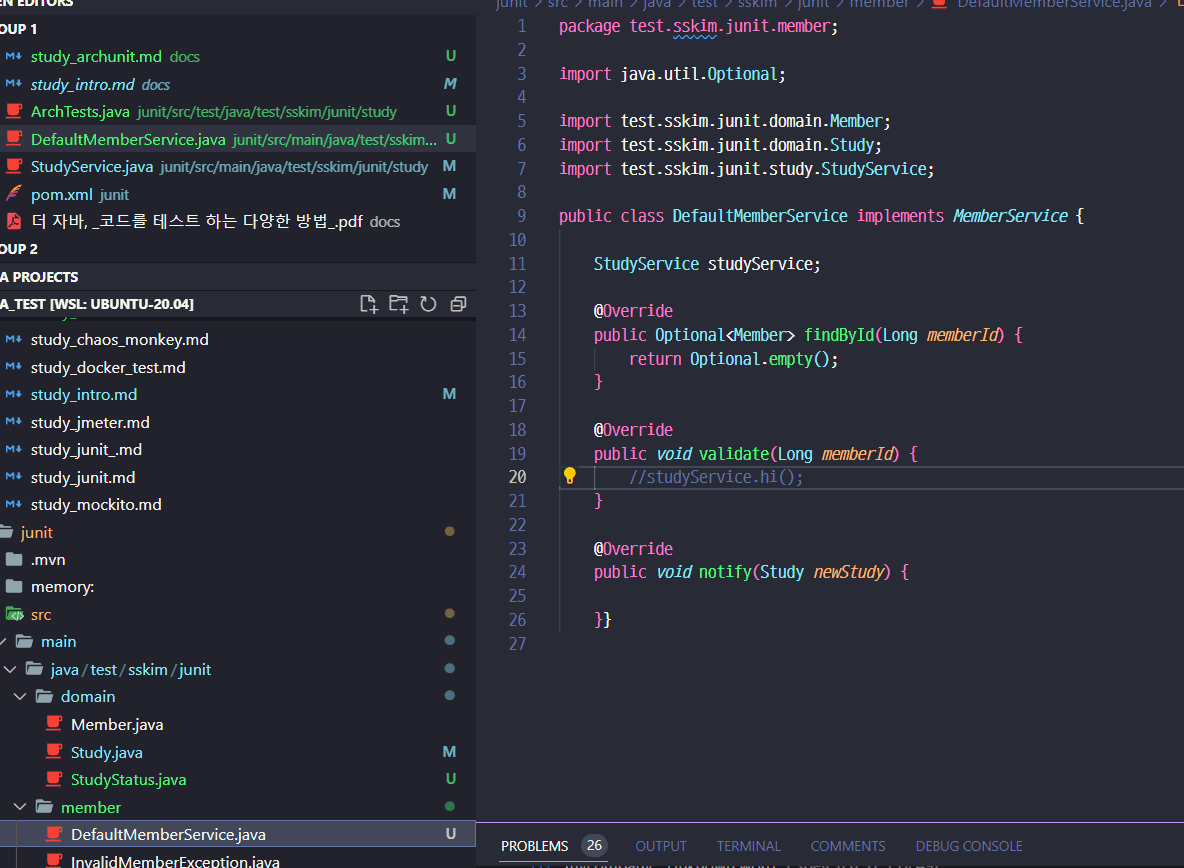 EN EDITORS
OUP 1
study_archunit.md docs U
study_intro.md docs M
ArchTests.java junit/src/test/java/test/sskim/junit/study U
DefaultMemberService.java junit/src/main/java/test/sskim... U
StudyService.java junit/src/main/java/test/sskim/junit/study M
pom.xml junit M
더 자바, _코드를 테스트 하는 다양한 방법_.pdf docs
OUP 2
A PROJECTS
A_TEST [WSL: UBUNTU-20.04]
study_chaos_monkey.md
study_docker_test.md
study_intro.md M
study_jmeter.md
study_junit_.md
study_junit.md
study_mockito.md
junit
.mvn
memory:
src
main
java/test/sskim/junit
domain
Member.java
Study.java M
StudyStatus.java U
member
DefaultMemberService.java U
InvalidMemberException.java
junit > src > main > java > test > sskim > junit > member > DefaultMemberService.java >
1 package test.sskim.junit.member;
2
3 import java.util.Optional;
4
5 import test.sskim.junit.domain.Member;
6 import test.sskim.junit.domain.Study;
7 import test.sskim.junit.study.StudyService;
8
9 public class DefaultMemberService implements MemberService {
10
11 StudyService studyService;
12
13 @Override
14 public Optional<Member> findById(Long memberId) {
15 return Optional.empty();
16 }
17
18 @Override
19 public void validate(Long memberId) {
20 //studyService.hi();
21 }
22
23 @Override
24 public void notify(Study newStudy) {
25
26 }}
27
PROBLEMS 26 OUTPUT TERMINAL COMMENTS DEBUG CONSOLE